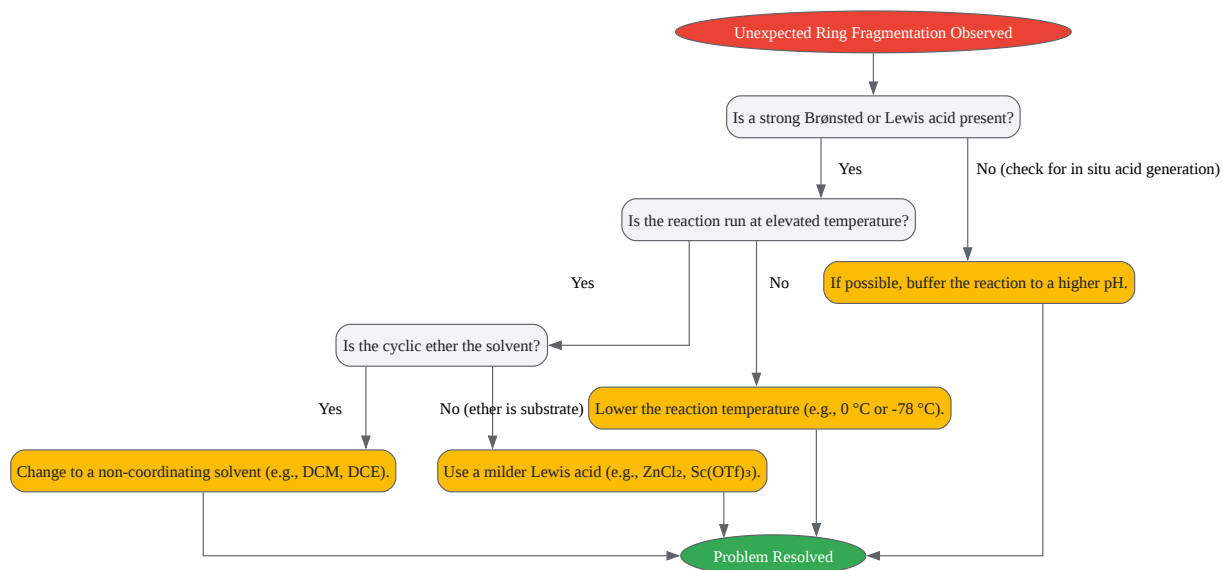 Unexpected Ring Fragmentation Observed
Is a strong Brønsted or Lewis acid present?
Yes
No (check for in situ acid generation)
Is the reaction run at elevated temperature?
Yes
No
If possible, buffer the reaction to a higher pH.
Is the cyclic ether the solvent?
Yes
No (ether is substrate)
Lower the reaction temperature (e.g., 0 °C or -78 °C).
Change to a non-coordinating solvent (e.g., DCM, DCE).
Use a milder Lewis acid (e.g., ZnCl₂, Sc(OTf)₃).
Problem Resolved